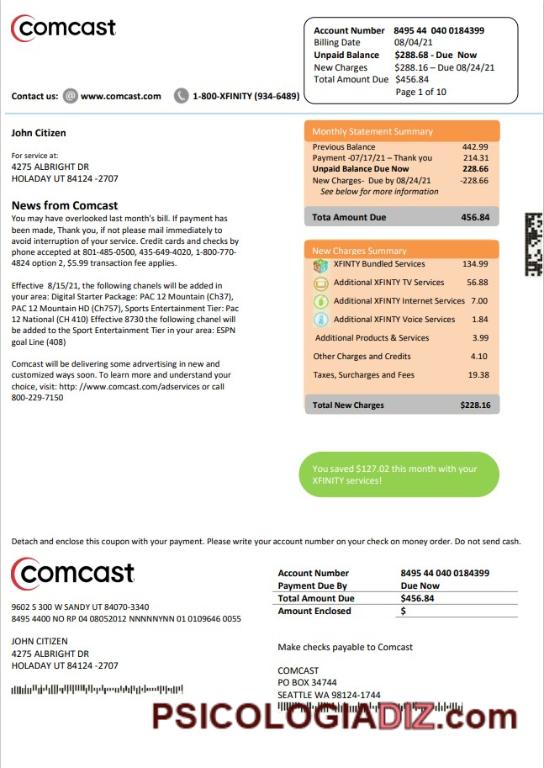 comcast
Account Number 8495 44 040 0184399
Billing Date 08/04/21
Unpaid Balance $288.68 - Due Now
New Charges $288.16 – Due 08/24/21
Total Amount Due $456.84
Page 1 of 10
Contact us: @ www.comcast.com 1-800-XFINITY (934-6489)
John Citizen
For service at:
4275 ALBRIGHT DR
HOLADAY UT 84124 -2707
News from Comcast
You may have overlooked last month's bill. If payment has
been made, Thank you, if not please mail immediately to
avoid interruption of your service. Credit cards and checks by
phone accepted at 801-485-0500, 435-649-4020, 1-800-770-
4824 option 2, $5.99 transaction fee applies.
Effective 8/15/21, the following chanels will be added in
your area: Digital Starter Package: PAC 12 Mountain (Ch37),
PAC 12 Mountain HD (Ch757), Sports Entertainment Tier: Pac
12 National (CH 410) Effective 8730 the following chanel will
be added to the Sport Entertainment Tier in your area: ESPN
goal Line (408)
Comcast will be delivering some adrvertising in new and
customized ways soon. To learn more and understand your
choice, visit: http: //www.comcast.com/adservices or call
800-229-7150
Monthly Statement Summary
Previous Balance 442.99
Payment -07/17/21 – Thank you 214.31
Unpaid Balance Due Now 228.66
New Charges- Due by 08/24/21 -228.66
See below for more information
Tota Amount Due 456.84
New Charges Summary
XFINTY Bundled Services 134.99
Additional XFINITY TV Services 56.88
Additional XFINITY Internet Services 7.00
Additional XFINITY Voice Services 1.84
Additional Products & Services 3.99
Other Charges and Credits 4.10
Taxes, Surcharges and Fees 19.38
Total New Charges $228.16
You saved $127.02 this month with your
XFINITY services!
Detach and enclose this coupon with your payment. Please write your account number on your check on money order. Do not send cash.
comcast
9602 S 300 W SANDY UT 84070-3340
8495 4400 NO RP 04 08052012 NNNNNYNN 01 0109646 0055
JOHN CITIZEN
4275 ALBRIGHT DR
HOLADAY UT 84124 -2707
Account Number 8495 44 040 0184399
Payment Due By Due Now
Total Amount Due $456.84
Amount Enclosed $
Make checks payable to Comcast
COMCAST
PO BOX 34744
SEATTLE WA 98124-1744
PSICOLOGIADIZ.com